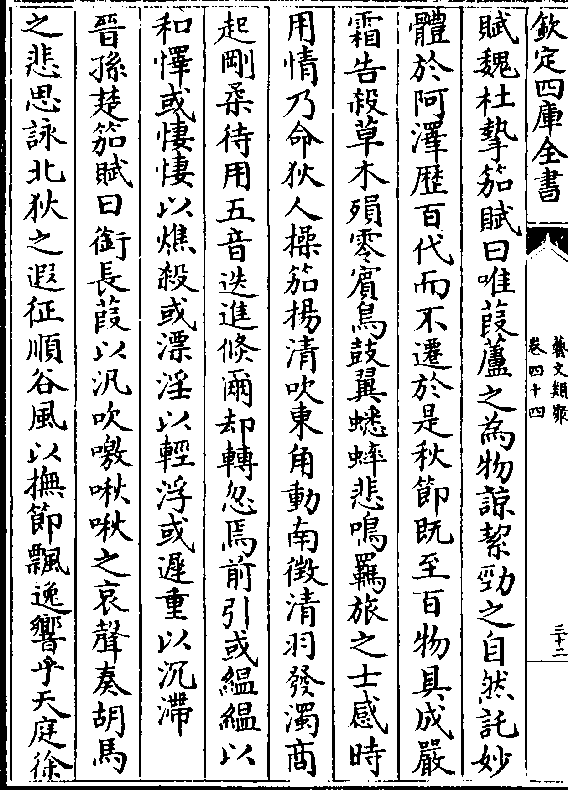 欽定四庫全書
藝文類聚
卷四十四
三十二
賦魏杜摯笳賦曰唯葭蘆之為物諒絜勁之自然託妙
體於阿澤歷百代而不遷於是秋節既至百物具成嚴
霜告殺草木殞零賔鳥鼓翼蟋蟀悲鳴羈旅之士感時
用情乃命狄人操笳揚清吹東角動南徴清羽發濁商
起剛柔待用五音迭進倏爾却轉忽焉前引或縕縕以
和懌或悽悽以燋殺或漂淫以輕浮或遲重以沉滯
晉孫楚笳賦曰銜長葭以汎吹噭啾啾之哀聲奏胡馬
之悲思詠北狄之遐征順谷風以撫節飄逸響乎天庭徐